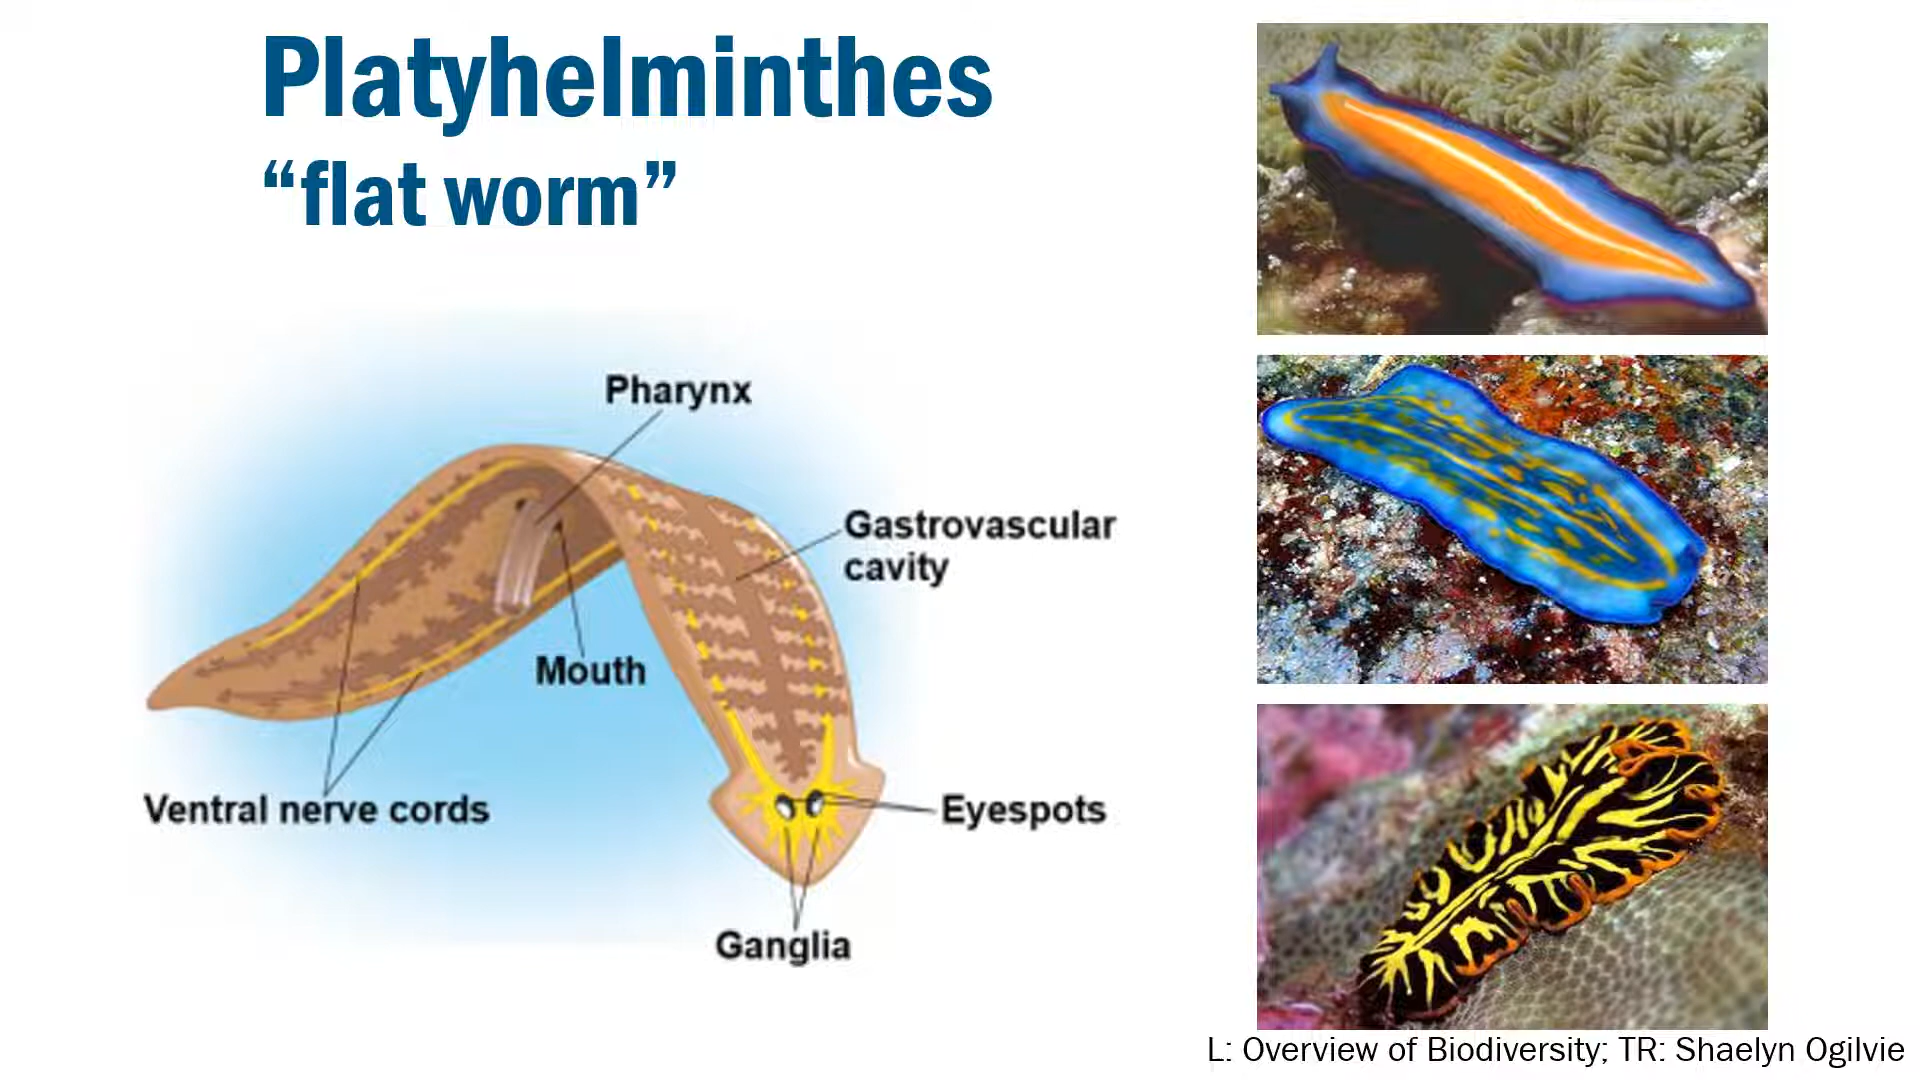 Platyhelminthes
“flat worm”
Pharynx
Gastrovascular
cavity
Mouth
Ventral nerve cords
Eyespots
Ganglia
L: Overview of Biodiversity; TR: Shaelyn Ogilvie